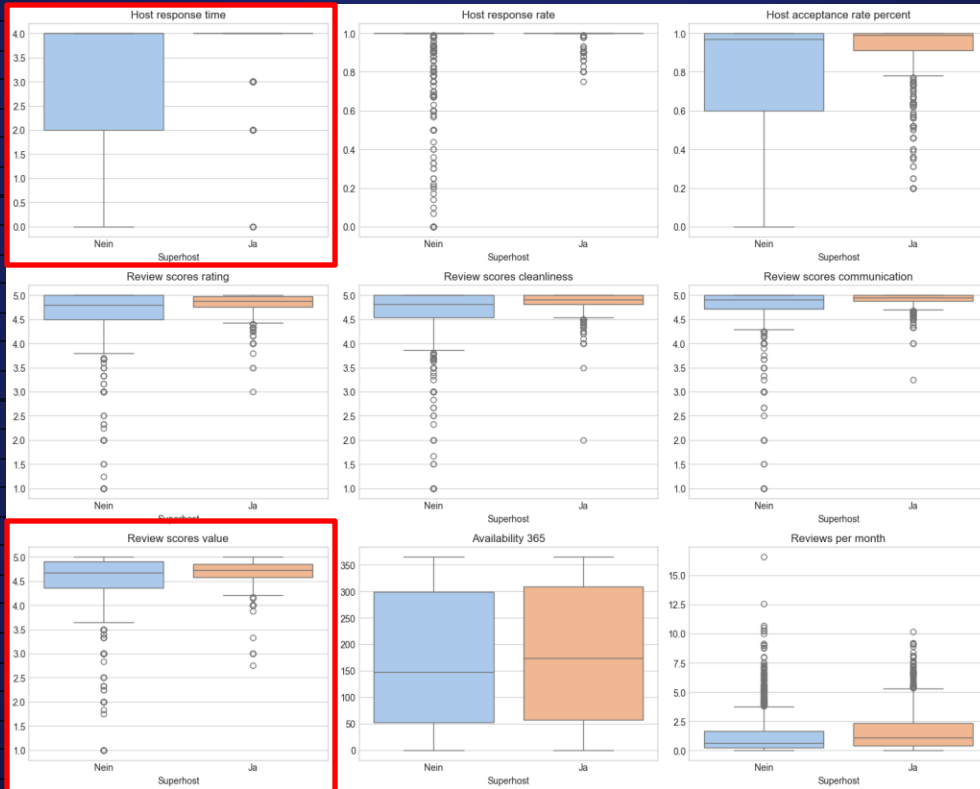 Host response time
4.0
3.5
3.0
2.5
2.0
1.5
1.0
0.5
0.0
Nein Ja
Superhost
Host response rate
1.0
0.8
0.6
0.4
0.2
0.0
Nein Ja
Superhost
Host acceptance rate percent
1.0
0.8
0.6
0.4
0.2
0.0
Nein Ja
Superhost
Review scores rating
5.0
4.5
4.0
3.5
3.0
2.5
2.0
1.5
1.0
Nein Ja
Superhost
Review scores cleanliness
5.0
4.5
4.0
3.5
3.0
2.5
2.0
1.5
1.0
Nein Ja
Superhost
Review scores communication
5.0
4.5
4.0
3.5
3.0
2.5
2.0
1.5
1.0
Nein Ja
Superhost
Review scores value
5.0
4.5
4.0
3.5
3.0
2.5
2.0
1.5
1.0
Nein Ja
Superhost
Availability 365
350
300
250
200
150
100
50
0
Nein Ja
Superhost
Reviews per month
15.0
12.5
10.0
7.5
5.0
2.5
0.0
Nein Ja
Superhost